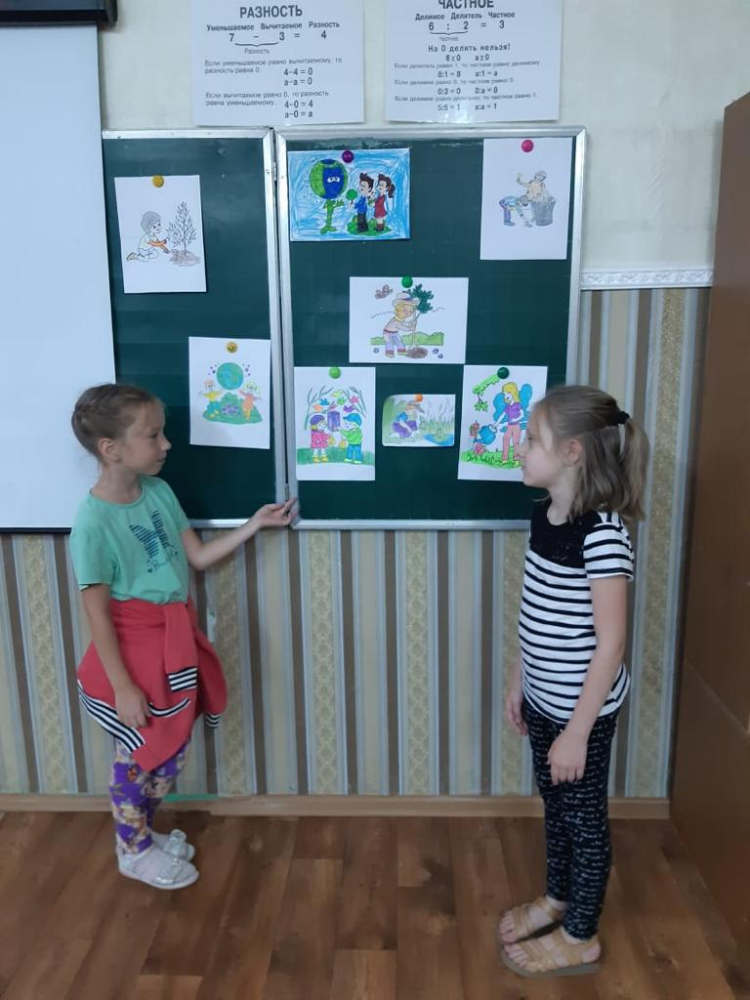 РАЗНОСТЬ
Уменьшаемое Вычитаемое Разность
7 – 3 = 4
Разность
Если уменьшаемое равно вычитаемому, то
разность равна 0.
4–4 = 0
а–а = 0
Если вычитаемое равно 0, то разность
равна уменьшаемому.
4–0 = 4
а–0 = а
ЧАСТНОЕ
Делимое Делитель Частное
6 : 2 = 3
Частное
На 0 делить нельзя!
Если делитель равен 1, то частное равно делимому.
8:1 = 8 а:1 = а
Если делимое равно 0, то частное равно 0.
0:3 = 0 0:а = 0
Если делимое равно делителю, то частное равно 1.
5:5 = 1 а:а = 1